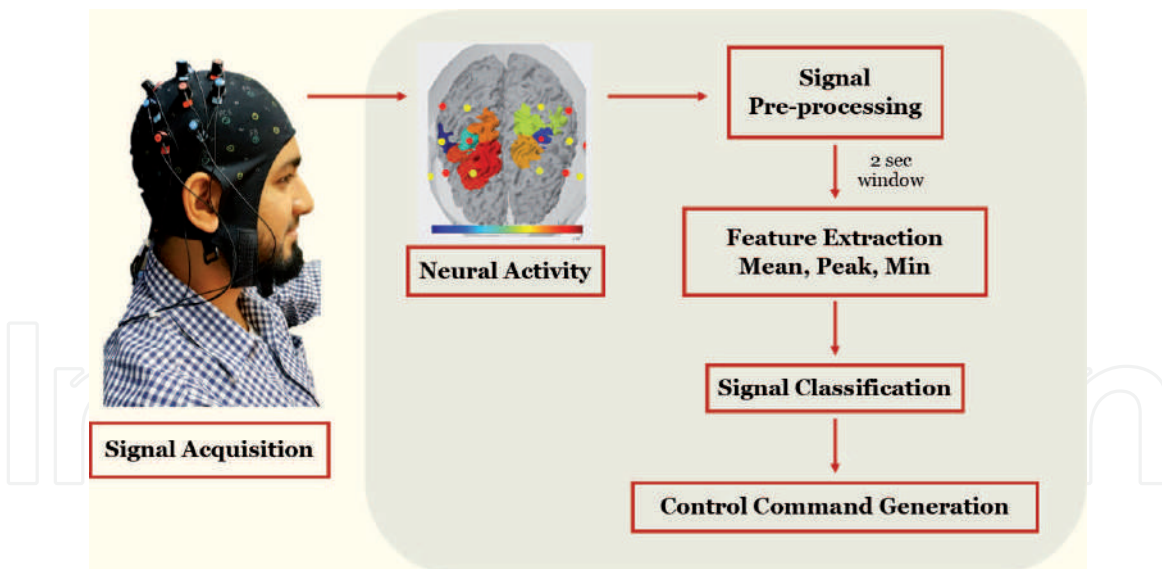 Signal
Pre-processing
2 sec
window
Neural Activity
Feature Extraction
Mean, Peak, Min
Signal Classification
Signal Acquisition
Control Command Generation